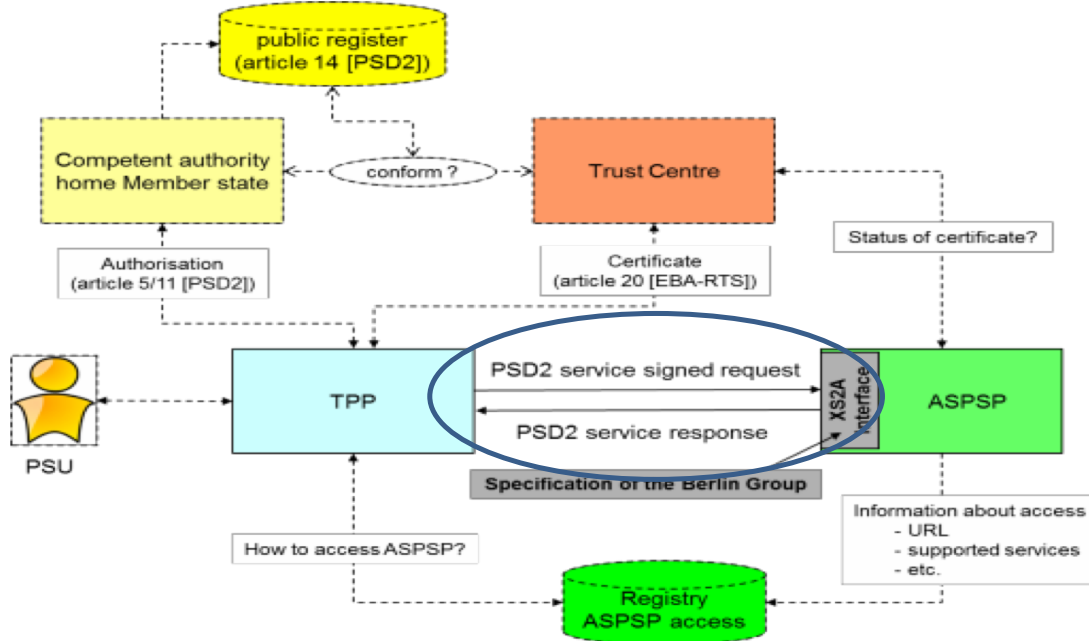 public register
(article 14 [PSD2])
Competent authority
home Member state
conform ?
Trust Centre
Authorisation
(article 5/11 [PSD2])
Certificate
(article 20 [EBA-RTS])
Status of certificate?
PSU
TPP
PSD2 service signed request
PSD2 service response
XS2A
Interface
ASPSP
Specification of the Berlin Group
How to access ASPSP?
Information about access
- URL
- supported services
- etc.
Registry
ASPSP access